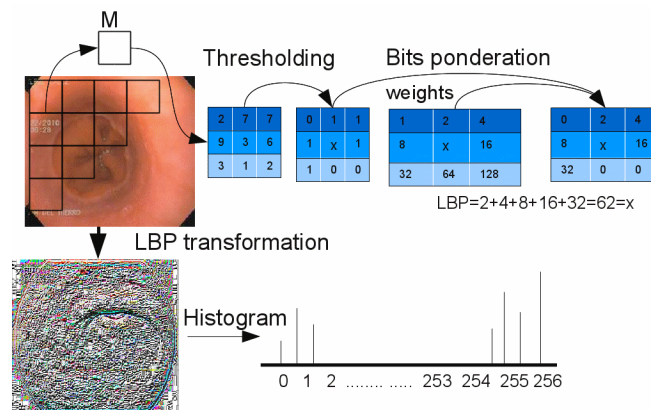 M
Thresholding
Bits ponderation
weights
2 7 7
9 3 6
3 1 2
0 1 1
1 x 1
1 0 0
1 2 4
8 x 16
32 64 128
0 2 4
8 x 16
32 0 0
LBP=2+4+8+16+32=62=x
LBP transformation
Histogram
0 1 2 ........ ..... 253 254 255 256